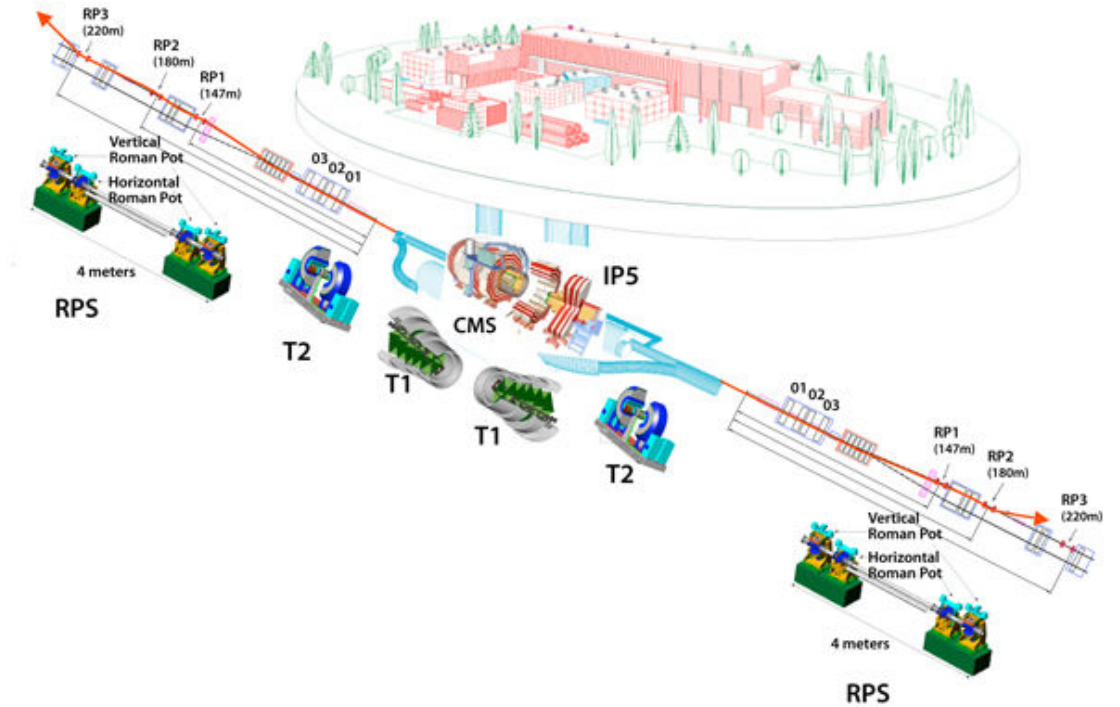 RP3
(220m)
RP2
(180m)
RP1
(147m)
Vertical
Roman Pot
Horizontal
Roman Pot
03
02
01
4 meters
RPS
T2
T1
CMS
IP5
T1
T2
01
02
03
RP1
(147m)
RP2
(180m)
RP3
(220m)
Vertical
Roman Pot
Horizontal
Roman Pot
4 meters
RPS